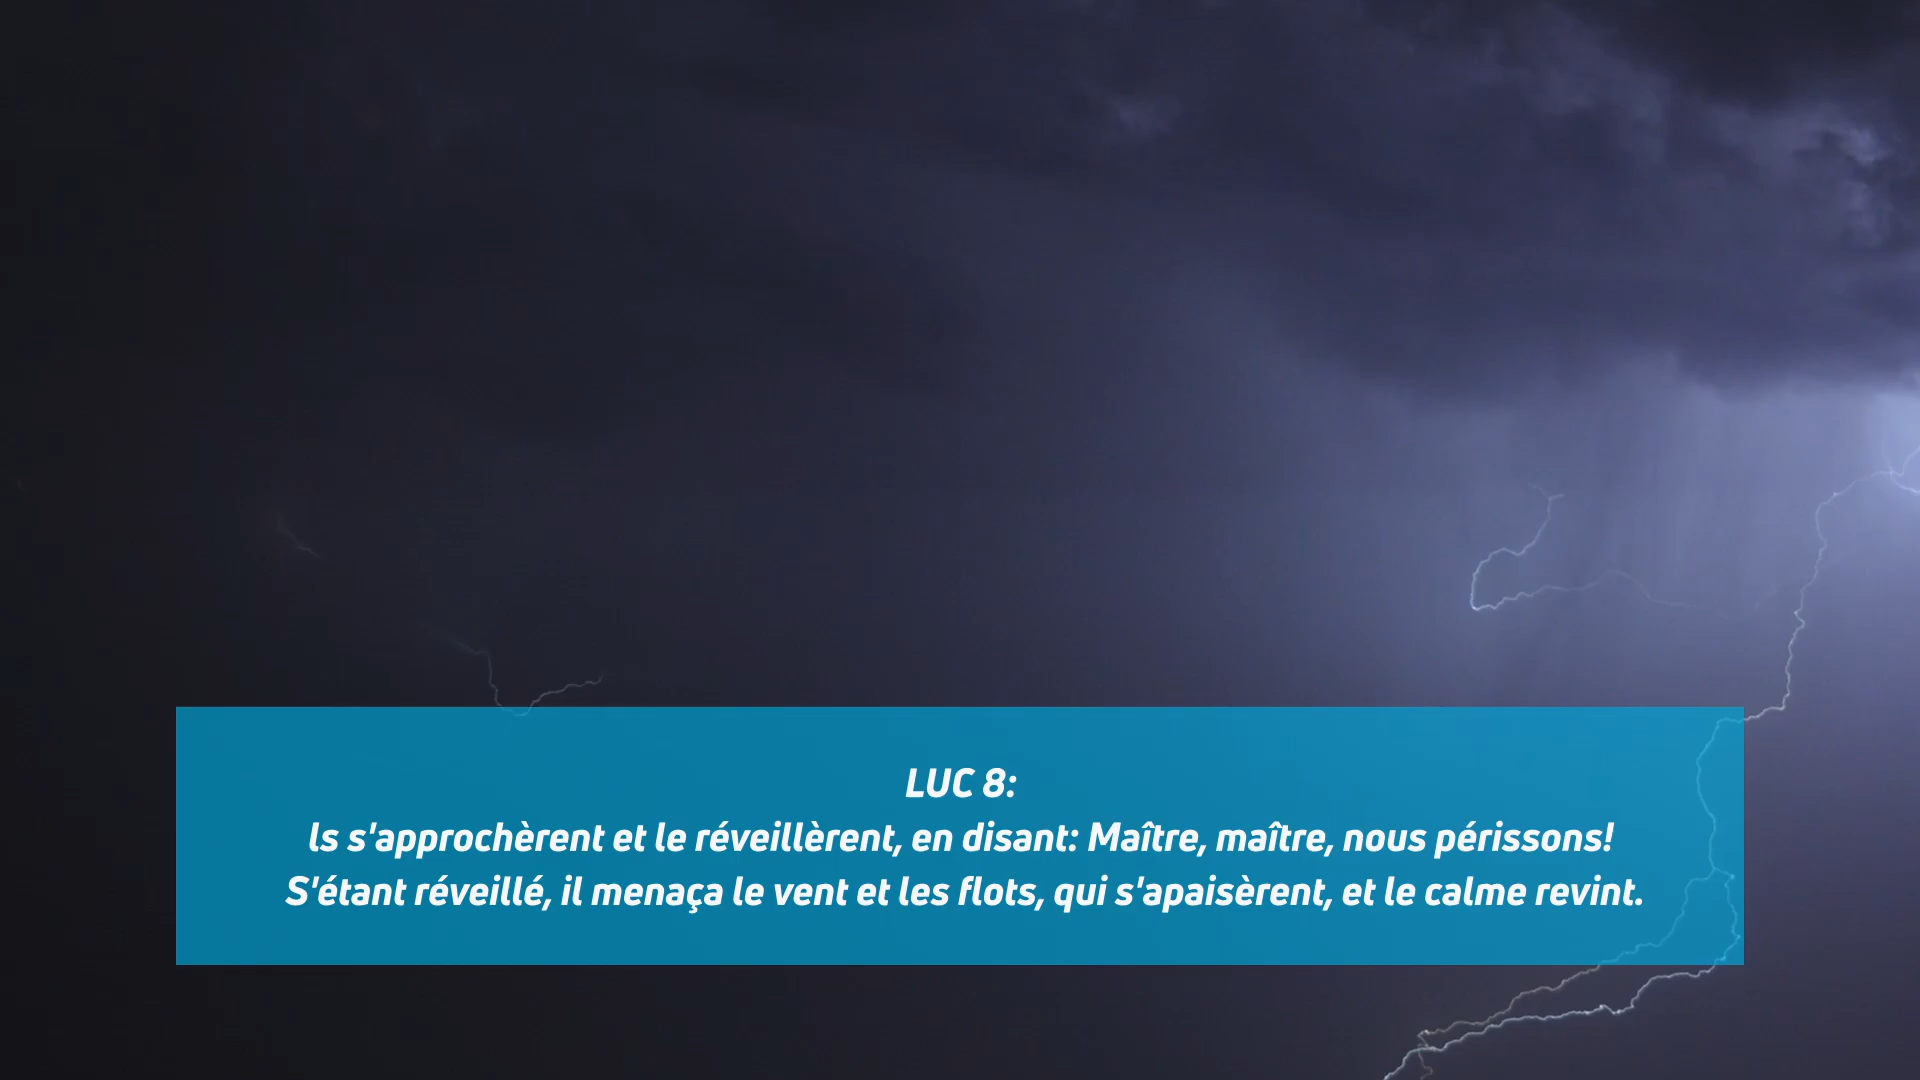 LUC 8:
ls s'approchèrent et le réveillèrent, en disant: Maître, maître, nous périssons!
S'étant réveillé, il menaça le vent et les flots, qui s'apaisèrent, et le calme revint.